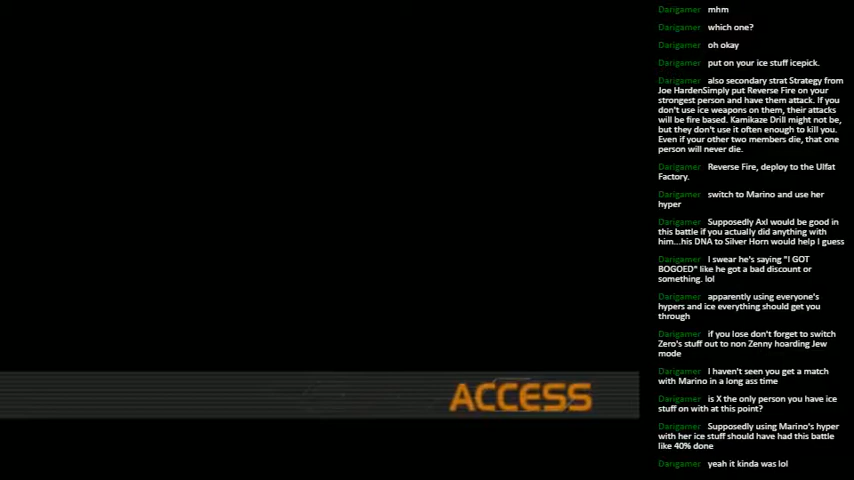 Darigamer mhm
Darigamer which one?
Darigamer oh okay
Darigamer put on your ice stuff icepick.
Darigamer also secondary strat Strategy from
Joe HardenSimply put Reverse Fire on your
strongest person and have them attack. If you
don't use ice weapons on them, their attacks
will be fire based. Kamikaze Drill might not be,
but they don't use it often enough to kill you.
Even if your other two members die, that one
person will never die.
Darigamer Reverse Fire, deploy to the Ulfat
Factory.
Darigamer switch to Marino and use her
hyper
Darigamer Supposedly Axl would be good in
this battle if you actually did anything with
him...his DNA to Silver Horn would help I guess
Darigamer I swear he's saying "I GOT
BOGOED" like he got a bad discount or
something. lol
Darigamer apparently using everyone's
hypers and ice everything should get you
through
Darigamer if you lose don't forget to switch
Zero's stuff out to non Zenny hoarding Jew
mode
Darigamer I haven't seen you get a match
with Marino in a long ass time
Darigamer is X the only person you have ice
stuff on with at this point?
Darigamer Supposedly using Marino's hyper
with her ice stuff should have had this battle
like 40% done
Darigamer yeah it kinda was lol
ACCESS